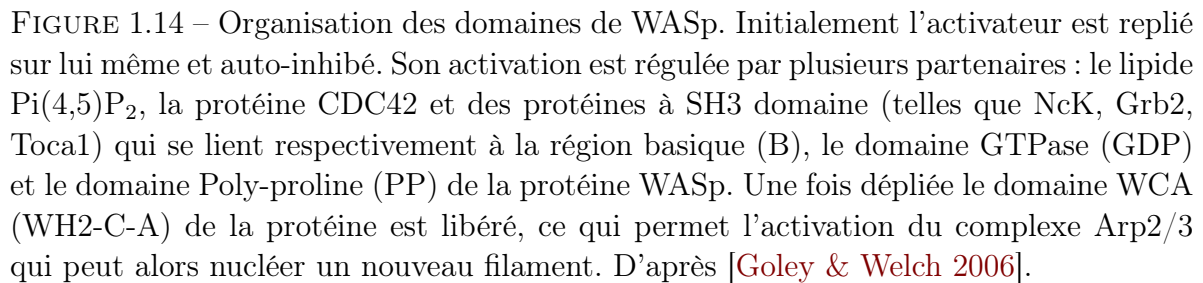 FIGURE 1.14 – Organisation des domaines de WASp. Initialement l'activateur est replié
sur lui même et auto-inhibé. Son activation est régulée par plusieurs partenaires : le lipide
Pi(4,5)P₂, la protéine CDC42 et des protéines à SH3 domaine (telles que NcK, Grb2,
Toca1) qui se lient respectivement à la région basique (B), le domaine GTPase (GDP)
et le domaine Poly-proline (PP) de la protéine WASp. Une fois dépliée le domaine WCA
(WH2-C-A) de la protéine est libéré, ce qui permet l'activation du complexe Arp2/3
qui peut alors nucléer un nouveau filament. D'après [Goley & Welch 2006].